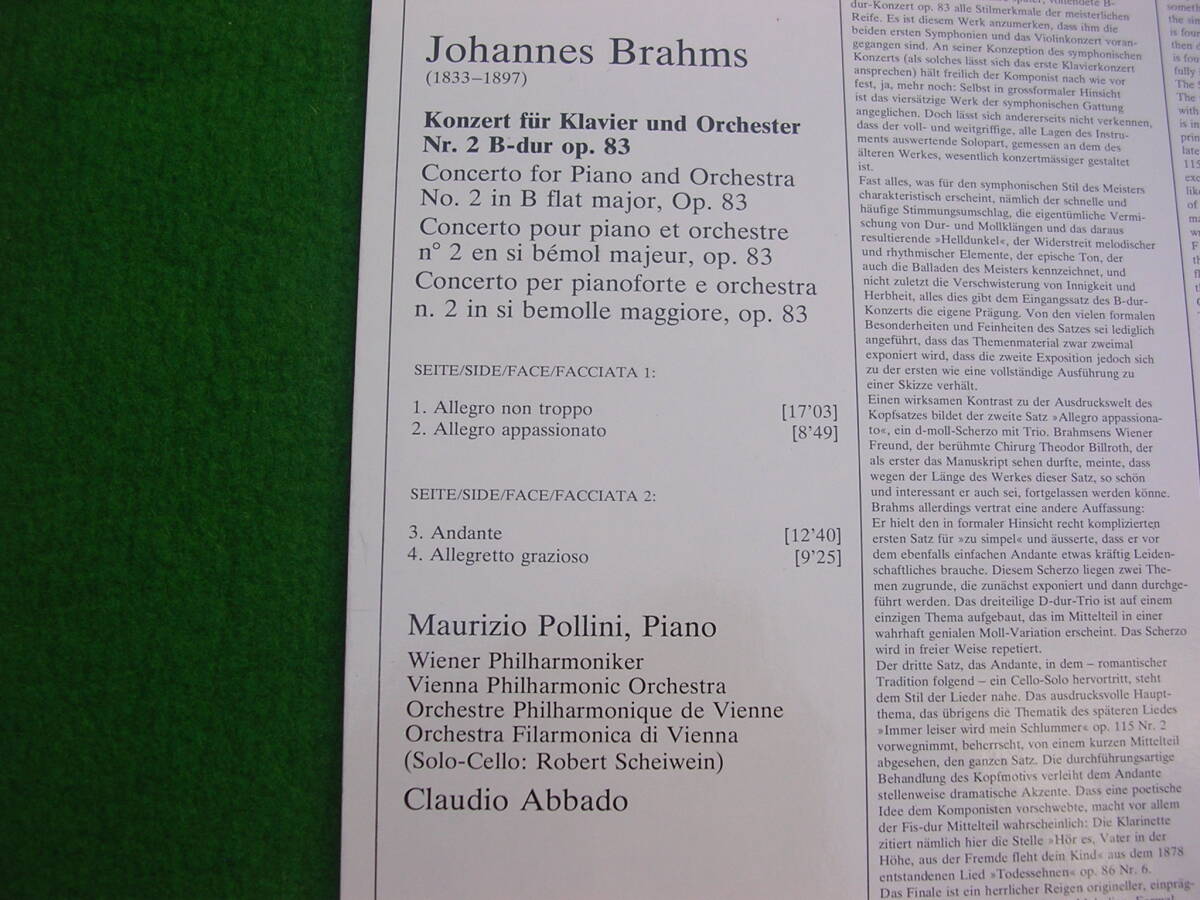 Johannes Brahms
(1833–1897)
Konzert für Klavier und Orchester
Nr. 2 B-dur op. 83
Concerto for Piano and Orchestra
No. 2 in B flat major, Op. 83
Concerto pour piano et orchestre
n° 2 en si bémol majeur, op. 83
Concerto per pianoforte e orchestra
n. 2 in si bemolle maggiore, op. 83
SEITE/SIDE/FACE/FACCIATA 1:
1. Allegro non troppo [17'03]
2. Allegro appassionato [8'49]
SEITE/SIDE/FACE/FACCIATA 2:
3. Andante [12'40]
4. Allegretto grazioso [9'25]
Maurizio Pollini, Piano
Wiener Philharmoniker
Vienna Philharmonic Orchestra
Orchestre Philharmonique de Vienne
Orchestra Filarmonica di Vienna
(Solo-Cello: Robert Scheiwein)
Claudio Abbado
dur-Konzert op. 83 alle Stilmerkmale der meisterlichen
Reife. Es ist diesem Werk anzumerken, dass ihm die
beiden ersten Symphonien und das Violinkonzert voran-
gegangen sind. An seiner Konzeption des symphonischen
Konzerts (als solches lässt sich das erste Klavierkonzert
ansprechen) hält freilich der Komponist nach wie vor
fest, ja, mehr noch: Selbst in grossformaler Hinsicht
ist das viersätzige Werk der symphonischen Gattung
angeglichen. Doch lässt sich andererseits nicht verkennen,
dass der voll- und weitgriffige, alle Lagen des Instru-
ments auswertende Solopart, gemessen an dem des
älteren Werkes, wesentlich konzertmässiger gestaltet
ist.
Fast alles, was für den symphonischen Stil des Meisters
charakteristisch erscheint, nämlich der schnelle und
häufige Stimmungsumschlag, die eigentümliche Vermi-
schung von Dur- und Mollklängen und das daraus
resultierende »Helldunkel«, der Widerstreit melodischer
und rhythmischer Elemente, der epische Ton, der
auch die Balladen des Meisters kennzeichnet, und
nicht zuletzt die Verschwisterung von Innigkeit und
Herbheit, alles dies gibt dem Eingangssatz des B-dur-
Konzerts die eigene Prägung. Von den vielen formalen
Besonderheiten und Feinheiten des Satzes sei lediglich
angeführt, dass das Themenmaterial zwar zweimal
exponiert wird, dass die zweite Exposition jedoch sich
zu der ersten wie eine vollständige Ausführung zu
einer Skizze verhält.
Einen wirksamen Kontrast zu der Ausdruckswelt des
Kopfsatzes bildet der zweite Satz »Allegro appassiona-
to«, ein d-moll-Scherzo mit Trio. Brahmsens Wiener
Freund, der berühmte Chirurg Theodor Billroth, der
als erster das Manuskript sehen durfte, meinte, dass
wegen der Länge des Werkes dieser Satz, so schön
und interessant er auch sei, fortgelassen werden könne.
Brahms allerdings vertrat eine andere Auffassung:
Er hielt den in formaler Hinsicht recht komplizierten
ersten Satz für »zu simpel« und äusserte, dass er vor
dem ebenfalls einfachen Andante etwas kräftig Leiden-
schaftliches brauche. Diesem Scherzo liegen zwei The-
men zugrunde, die zunächst exponiert und dann durchge-
führt werden. Das dreiteilige D-dur-Trio ist auf einem
einzigen Thema aufgebaut, das im Mittelteil in einer
wahrhaft genialen Moll-Variation erscheint. Das Scherzo
wird in freier Weise repetiert.
Der dritte Satz, das Andante, in dem – romantischer
Tradition folgend – ein Cello-Solo hervortritt, steht
dem Stil der Lieder nahe. Das ausdrucksvolle Haupt-
thema, das übrigens die Thematik des späteren Liedes
»Immer leiser wird mein Schlummer« op. 115 Nr. 2
vorwegnimmt, beherrscht, von einem kurzen Mittelteil
abgesehen, den ganzen Satz. Die durchführungsartige
Behandlung des Kopfmotivs verleiht dem Andante
stellenweise dramatische Akzente. Dass eine poetische
Idee dem Komponisten vorschwebte, macht vor allem
der Fis-dur Mittelteil wahrscheinlich: Die Klarinette
zitiert nämlich hier die Stelle »Hör es, Vater in der
Höhe, aus der Fremde fleht dein Kind« aus dem 1878
entstandenen Lied »Todessehnen« op. 86 Nr. 6.
Das Finale ist ein herrlicher Reigen origineller, einpräg-